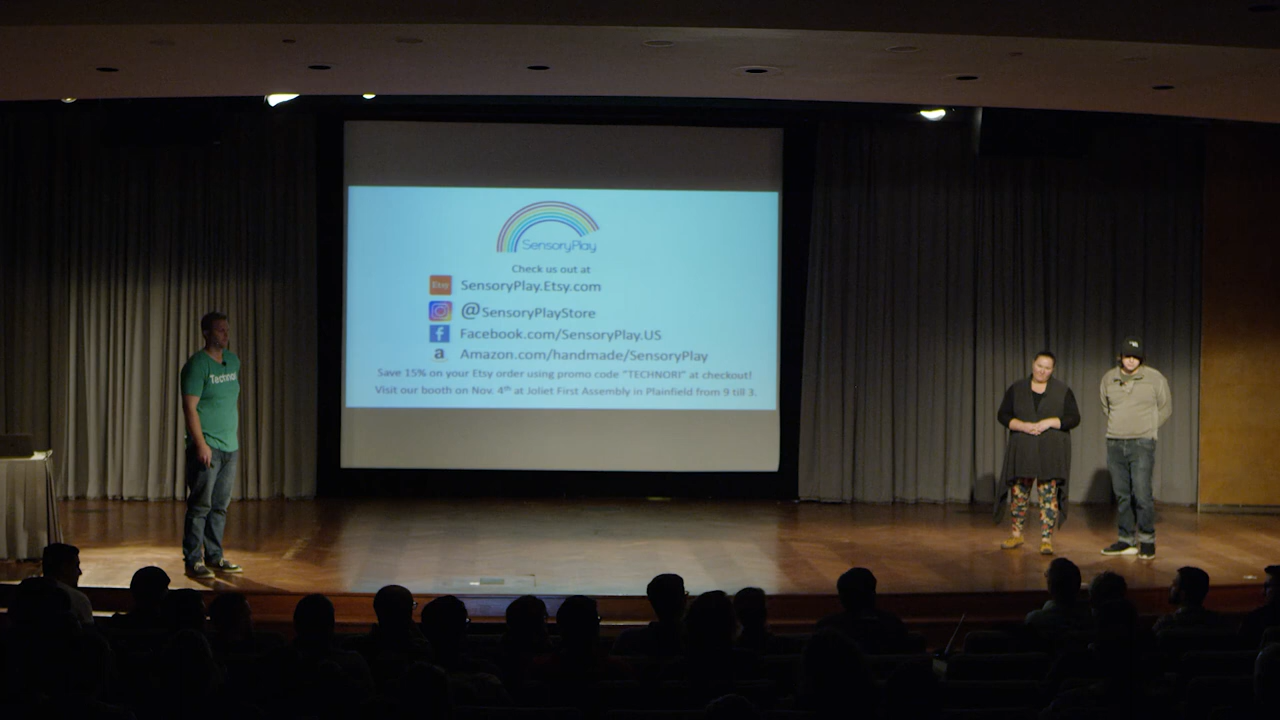 SensoryPlay
Check us out at
Etsy SensoryPlay.Etsy.com
@SensoryPlayStore
f Facebook.com/SensoryPlay.US
a Amazon.com/handmade/SensoryPlay
Save 15% on your Etsy order using promo code "TECHNORI" at checkout!
Visit our booth on Nov. 4th at Joliet First Assembly in Plainfield from 9 till 3.
Technori